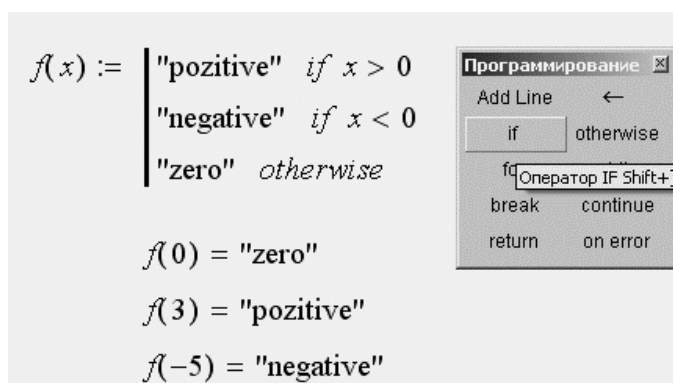 f(x) := "pozitive" if x > 0
"negative" if x < 0
"zero" otherwise
f(0) = "zero"
f(3) = "pozitive"
f(−5) = "negative"
Программирование
Add Line ←
if otherwise
Оператор IF Shift+]
break continue
return on error